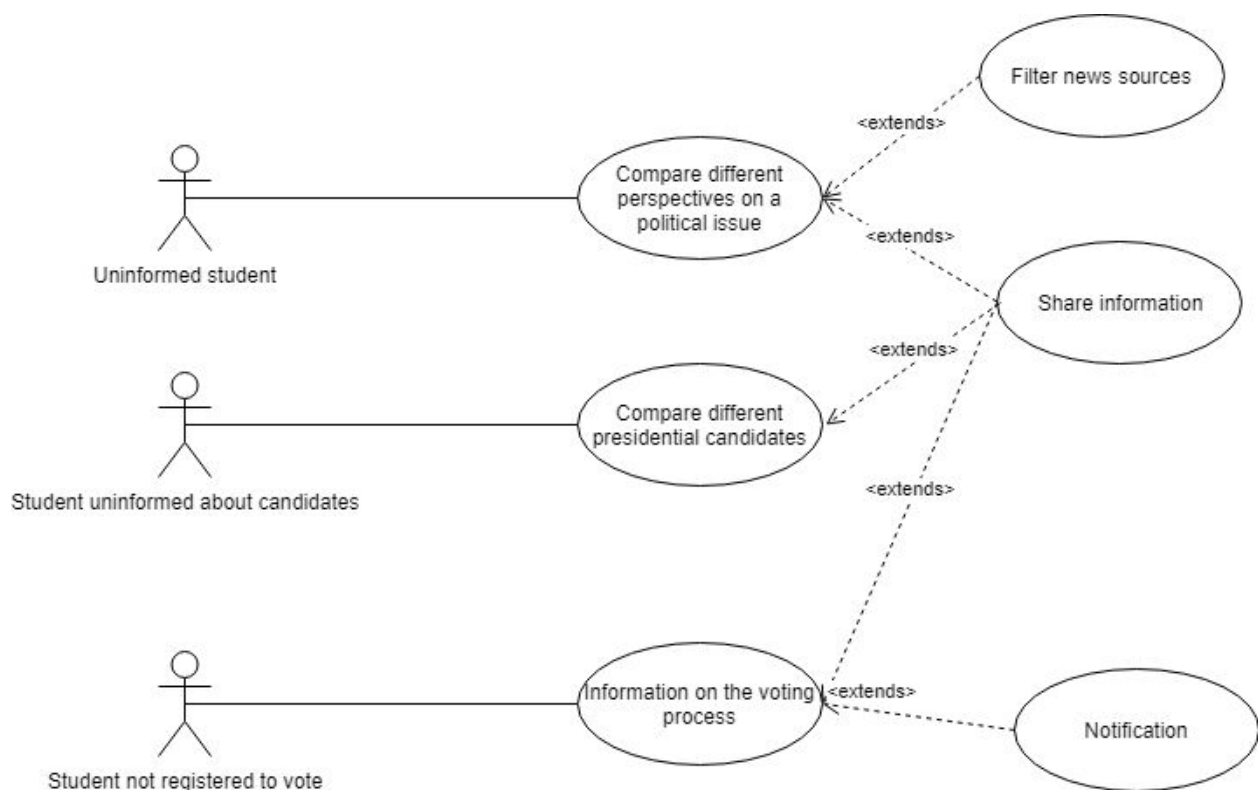 Filter news sources
<extends>
Compare different
perspectives on a
political issue
<extends>
Uninformed student
Share information
<extends>
Compare different
presidential candidates
Student uninformed about candidates
<extends>
Information on the voting
process
<extends>
Notification
Student not registered to vote